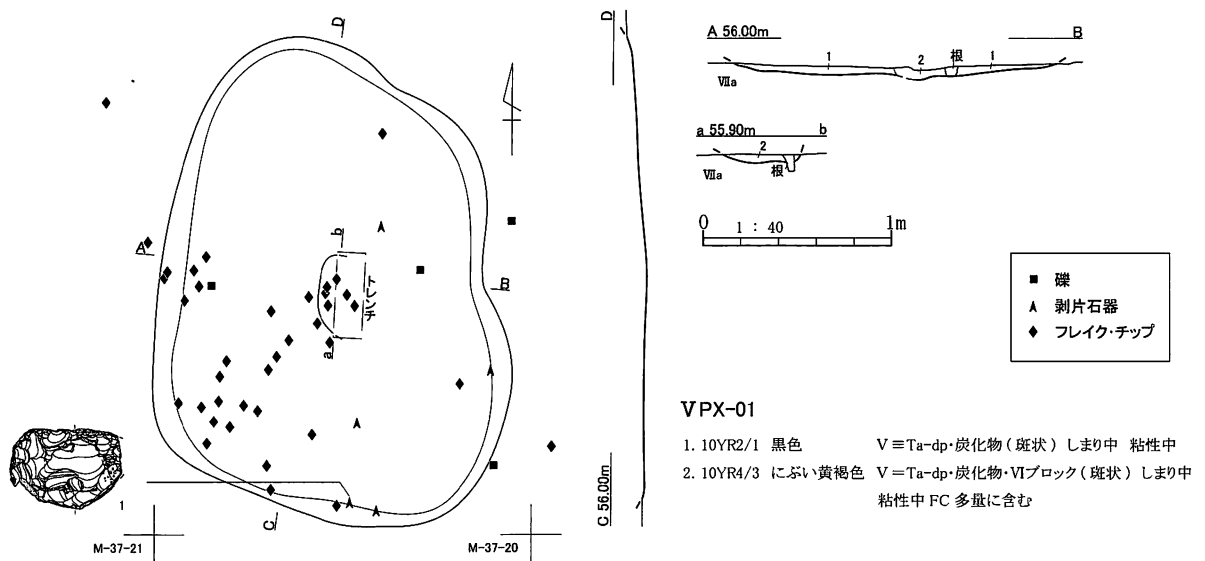 D
A
b
B
トレンチ
a
C
1
M-37-21
M-37-20
D
C 56.00m
A 56.00m
B
1
2
根
1
Ⅶa
a 55.90m
b
2
Ⅶa
根
0
1 : 40
1m
■ 礫
剥片石器
◆ フレイク・チップ
ⅤPX-01
1. 10YR2/1 黒色 Ⅴ≡Ta-dp・炭化物(斑状) しまり中 粘性中
2. 10YR4/3 にぶい黄褐色 Ⅴ=Ta-dp・炭化物・Ⅵブロック(斑状) しまり中
粘性中 FC 多量に含む